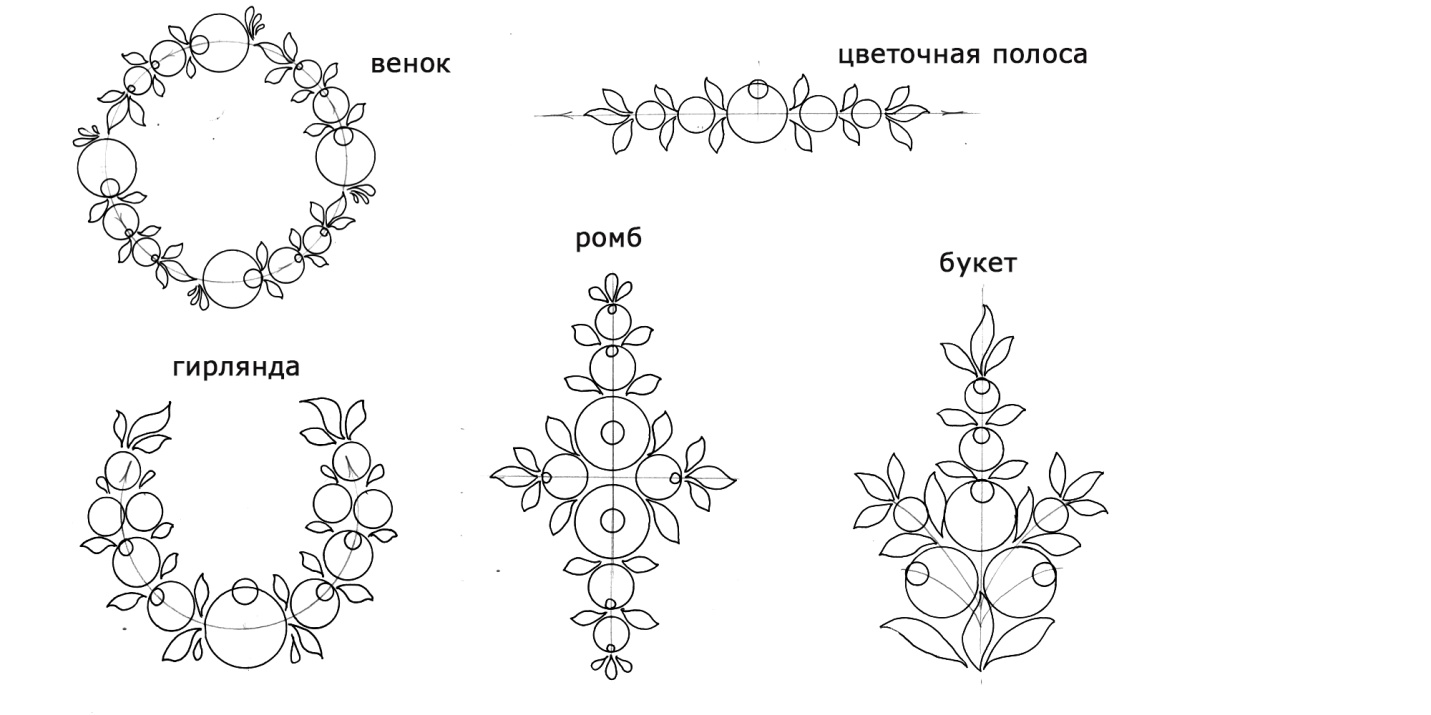 венок
цветочная полоса
ромб
букет
гирлянда